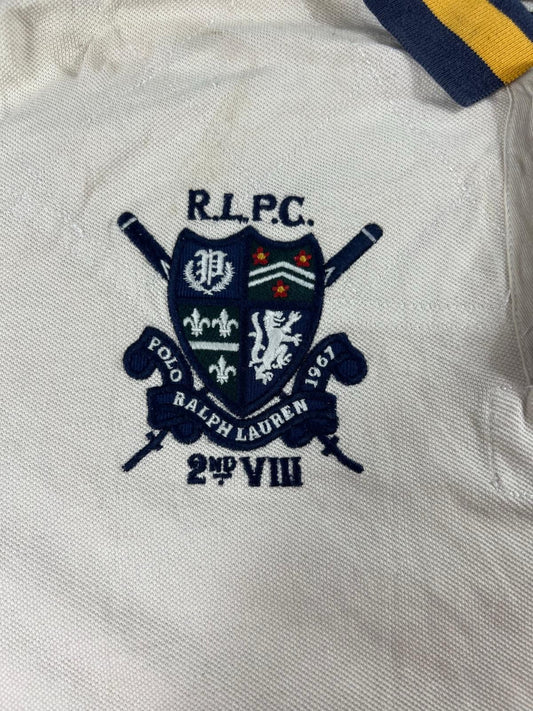 R.L.P.C.
P
POLO
RALPH LAUREN
1967
2ND VIII